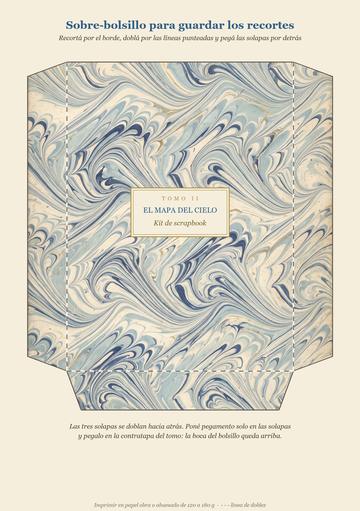 Sobre-bolsillo para guardar los recortes
Recortá por el borde, doblá por las líneas punteadas y pegá las solapas por detrás
TOMO II
EL MAPA DEL CIELO
Kit de scrapbook
Las tres solapas se doblan hacia atrás. Poné pegamento solo en las solapas
y pegalo en la contratapa del tomo: la boca del bolsillo queda arriba.
Imprimir en papel obra o ahuesado de 120 a 180 g · - - - línea de doblez